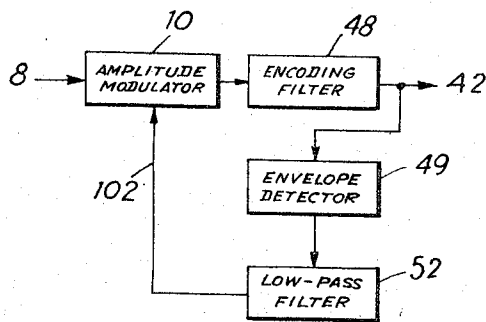 10
48
8
AMPLITUDE
MODULATOR
ENCODING
FILTER
42
102
ENVELOPE
DETECTOR
49
LOW-PASS
FILTER
52